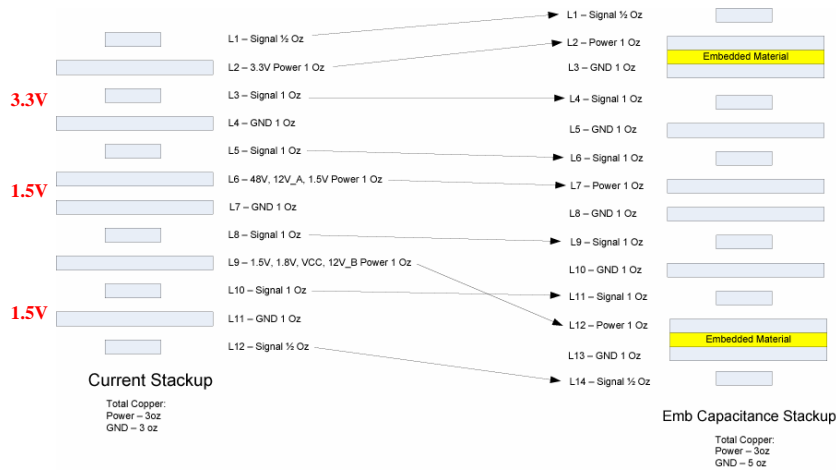 3.3V
1.5V
1.5V
L1 – Signal ½ Oz
L2 – 3.3V Power 1 Oz
L3 – Signal 1 Oz
L4 – GND 1 Oz
L5 – Signal 1 Oz
L6 – 48V, 12V_A, 1.5V Power 1 Oz
L7 – GND 1 Oz
L8 – Signal 1 Oz
L9 – 1.5V, 1.8V, VCC, 12V_B Power 1 Oz
L10 – Signal 1 Oz
L11 – GND 1 Oz
L12 – Signal ½ Oz
Current Stackup
Total Copper:
Power – 3oz
GND – 3 oz
L1 – Signal ½ Oz
L2 – Power 1 Oz
Embedded Material
L3 – GND 1 Oz
L4 – Signal 1 Oz
L5 – GND 1 Oz
L6 – Signal 1 Oz
L7 – Power 1 Oz
L8 – GND 1 Oz
L9 – Signal 1 Oz
L10 – GND 1 Oz
L11 – Signal 1 Oz
L12 – Power 1 Oz
Embedded Material
L13 – GND 1 Oz
L14 – Signal ½ Oz
Emb Capacitance Stackup
Total Copper:
Power – 3oz
GND – 5 oz